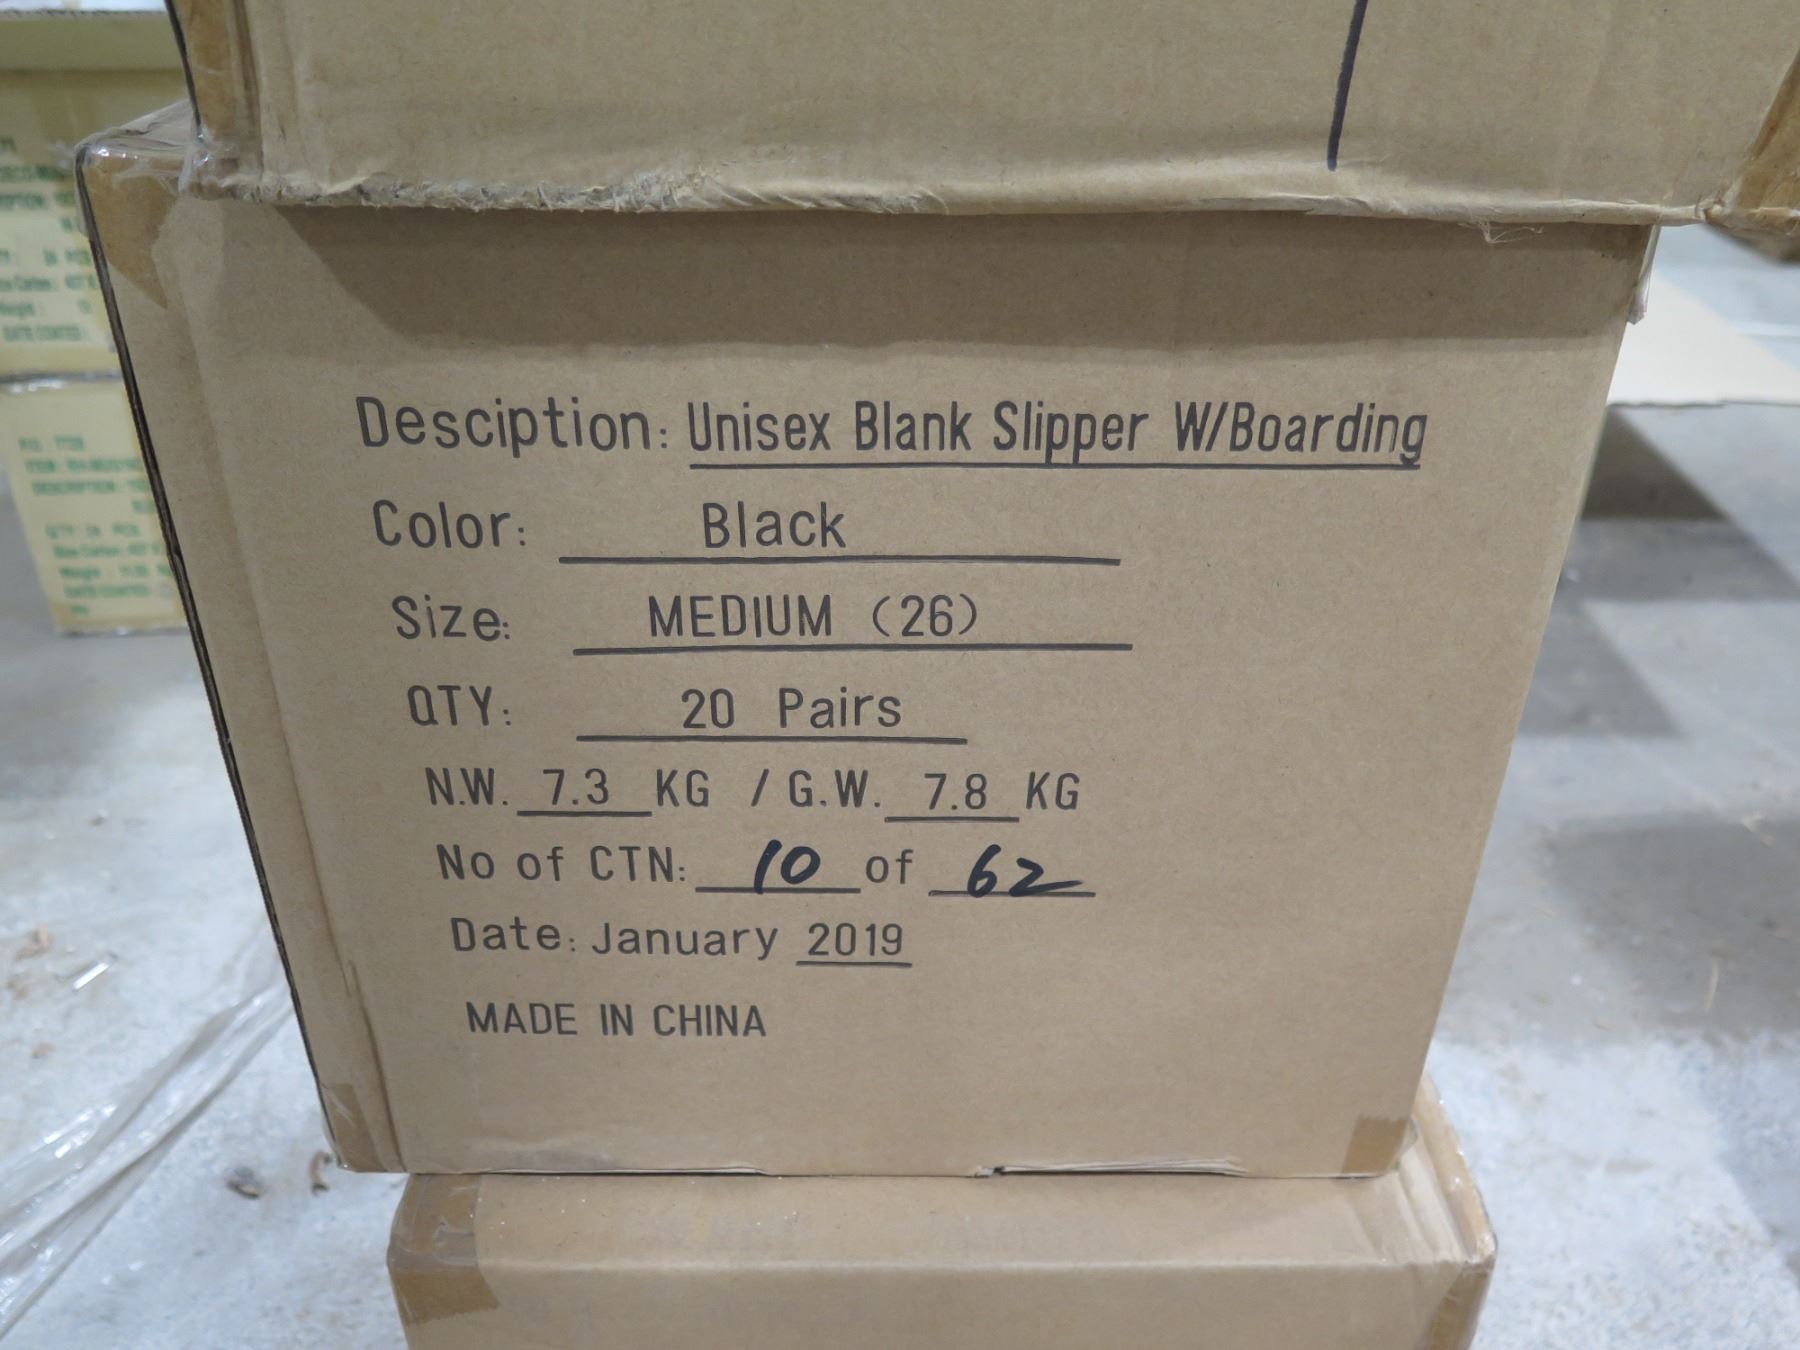 Desciption: Unisex Blank Slipper W/Boarding
Color: Black
Size: MEDIUM (26)
QTY: 20 Pairs
N.W. 7.3 KG / G.W. 7.8 KG
No of CTN: 10 of 62
Date: January 2019
MADE IN CHINA